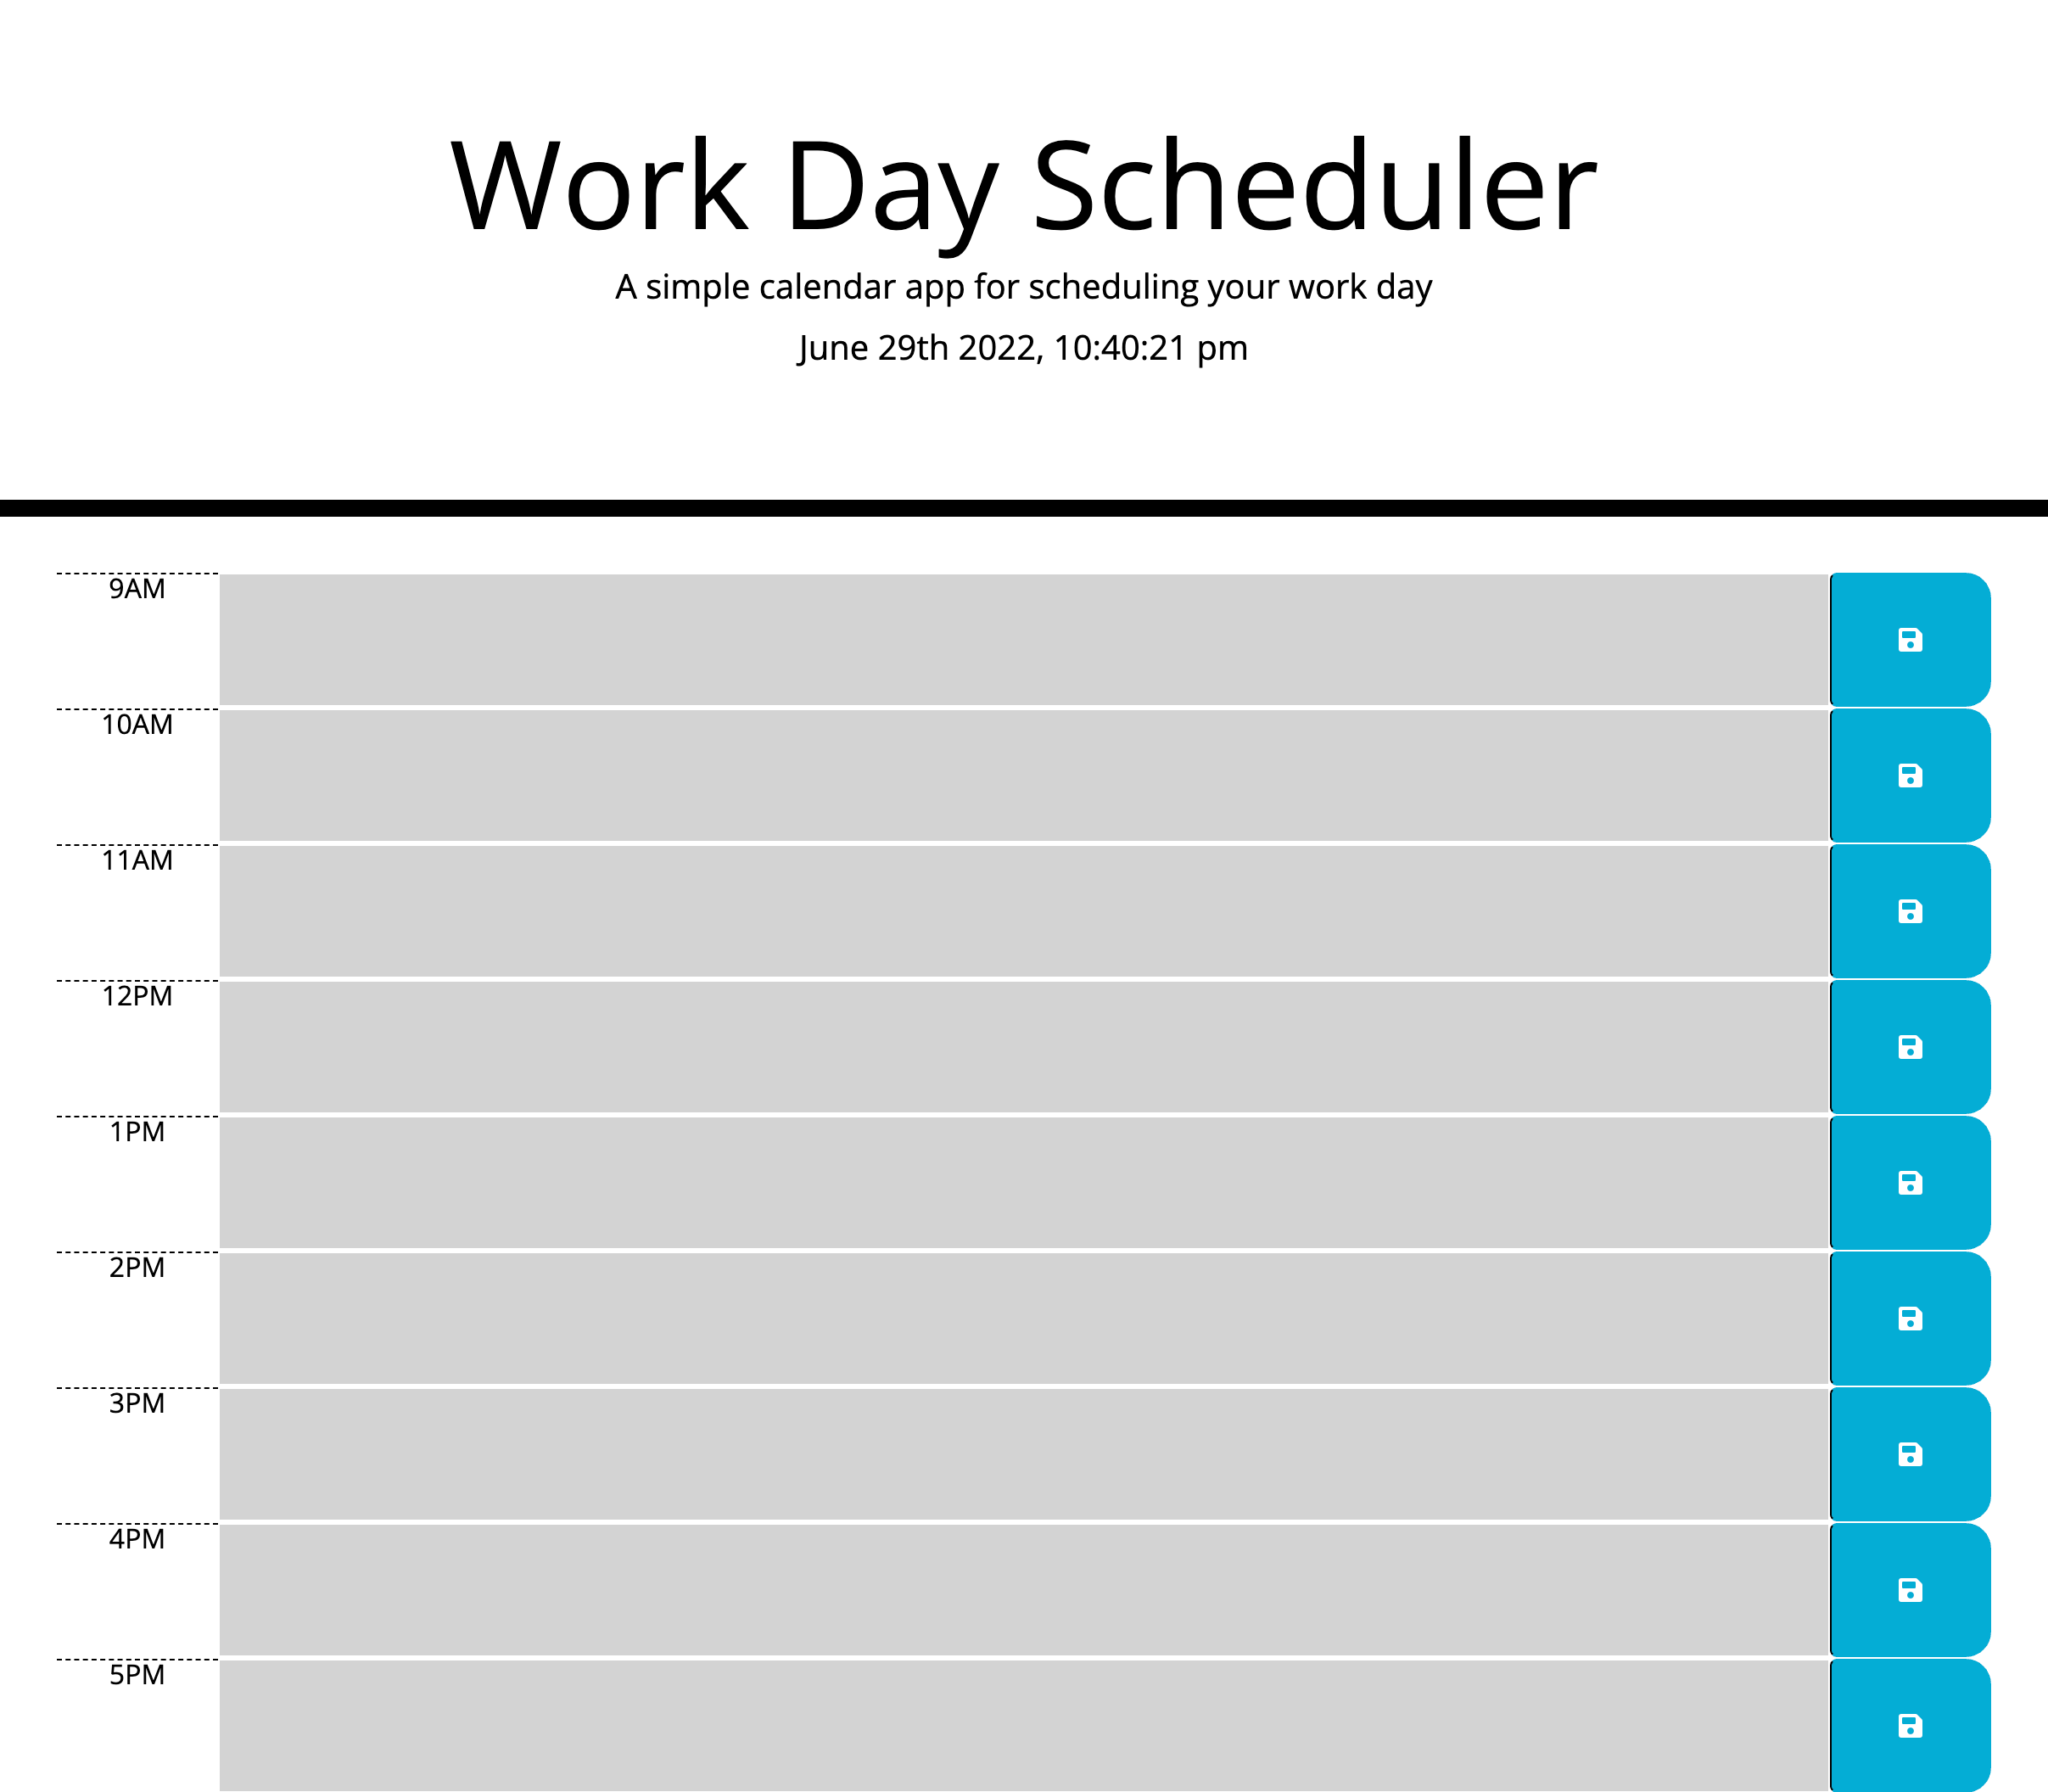 Work Day Scheduler
A simple calendar app for scheduling your work day
June 29th 2022, 10:40:21 pm
9AM
10AM
11AM
12PM
1PM
2PM
3PM
4PM
5PM